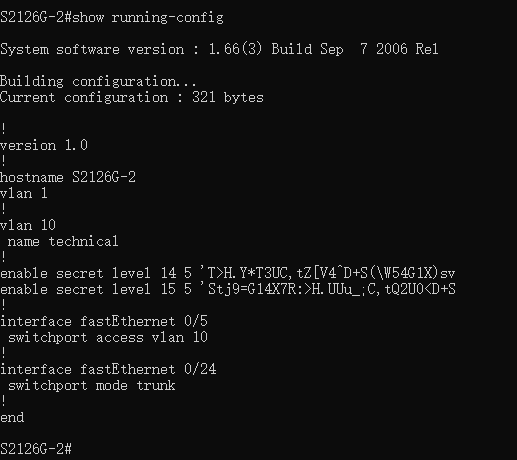 S2126G-2#show running-config
System software version : 1.66(3) Build Sep  7 2006 Rel
Building configuration...
Current configuration : 321 bytes
!
version 1.0
!
hostname S2126G-2
vlan 1
!
vlan 10
 name technical
!
enable secret level 14 5 'T>H.Y*T3UC,tZ[V4^D+S(\W54G1X)sv
enable secret level 15 5 'Stj9=G14X7R:>H.UUu_;C,tQ2U0<D+S
!
interface fastEthernet 0/5
 switchport access vlan 10
!
interface fastEthernet 0/24
 switchport mode trunk
!
end
S2126G-2#